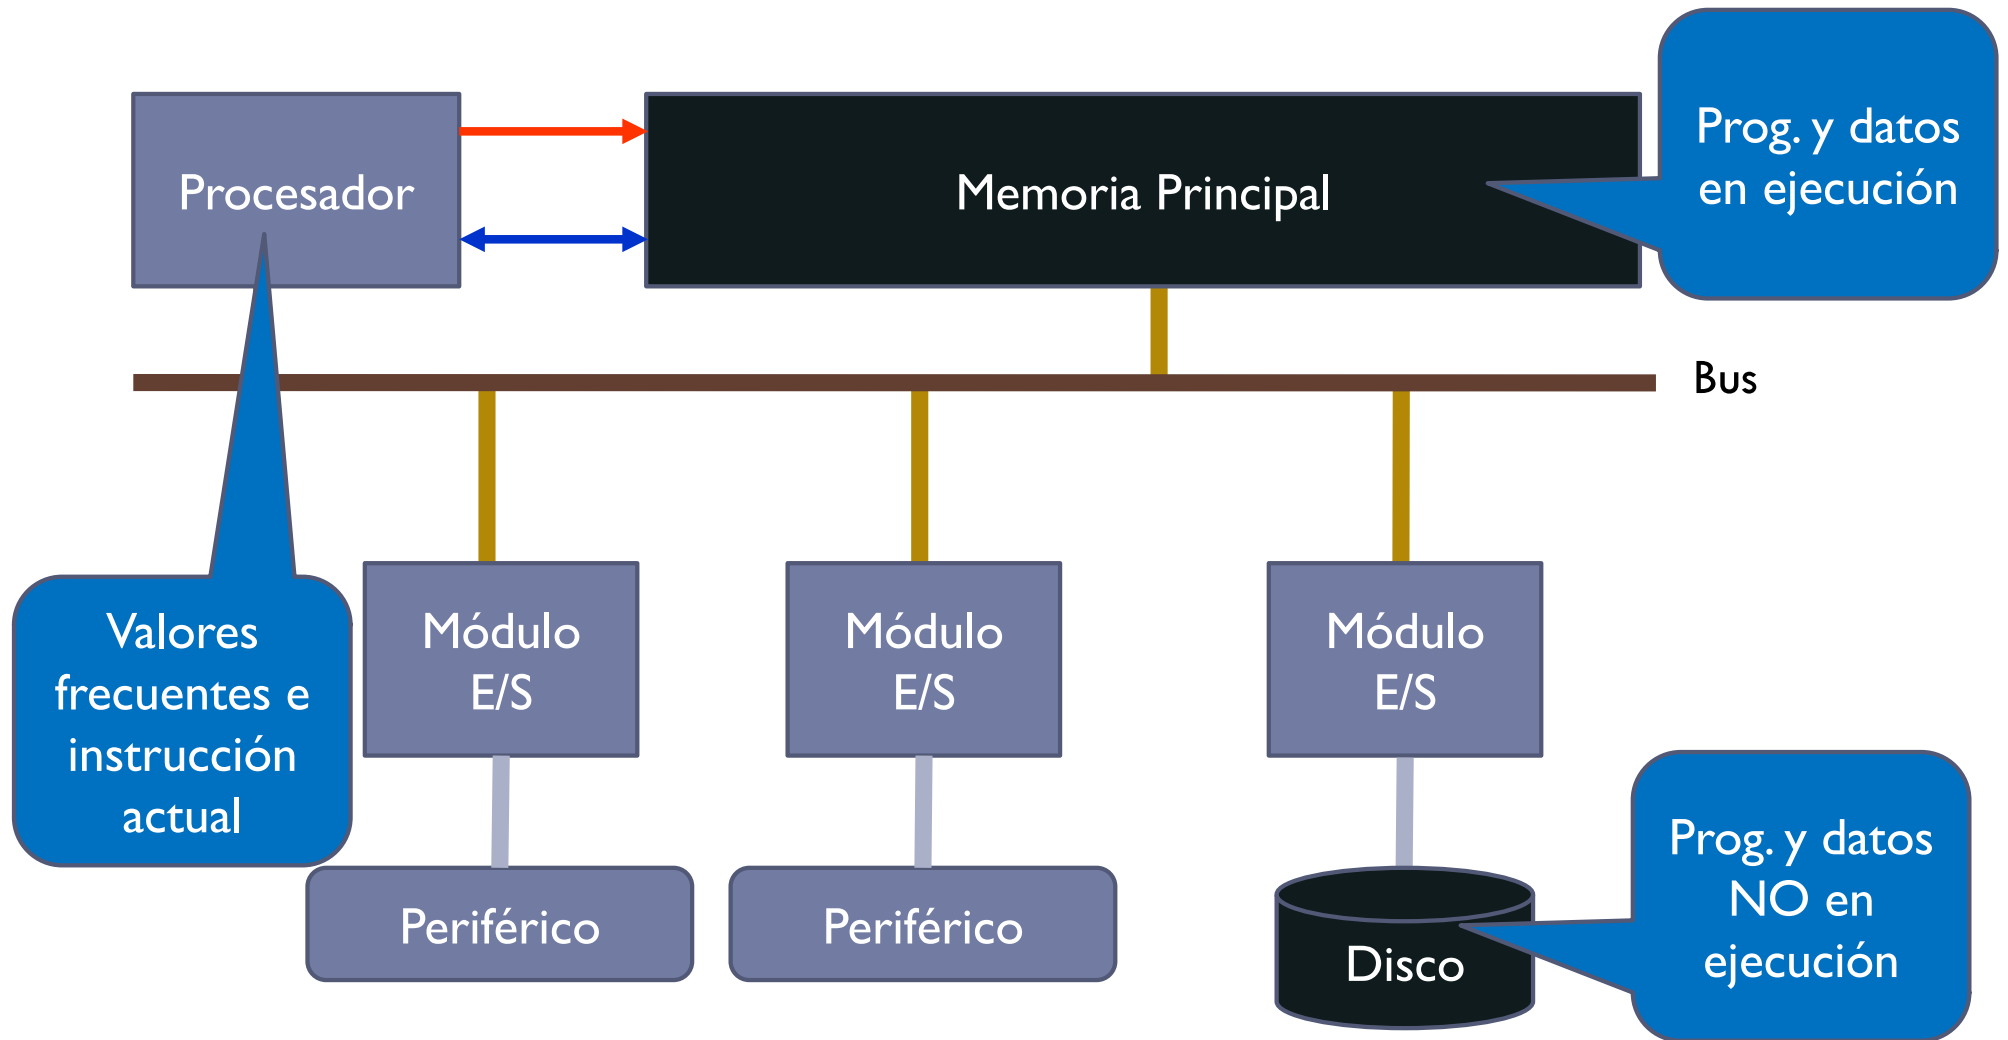 Procesador
Memoria Principal
Prog. y datos
en ejecución
Bus
Valores
frecuentes e
instrucción
actual
Módulo
E/S
Módulo
E/S
Módulo
E/S
Periférico
Periférico
Disco
Prog. y datos
NO en
ejecución